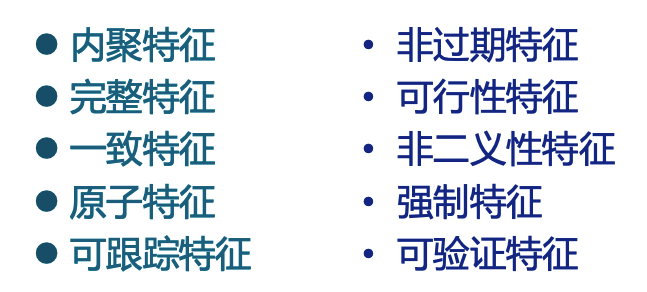 内聚特征
完整特征
一致特征
原子特征
可跟踪特征
非过期特征
可行性特征
非二义性特征
强制特征
可验证特征